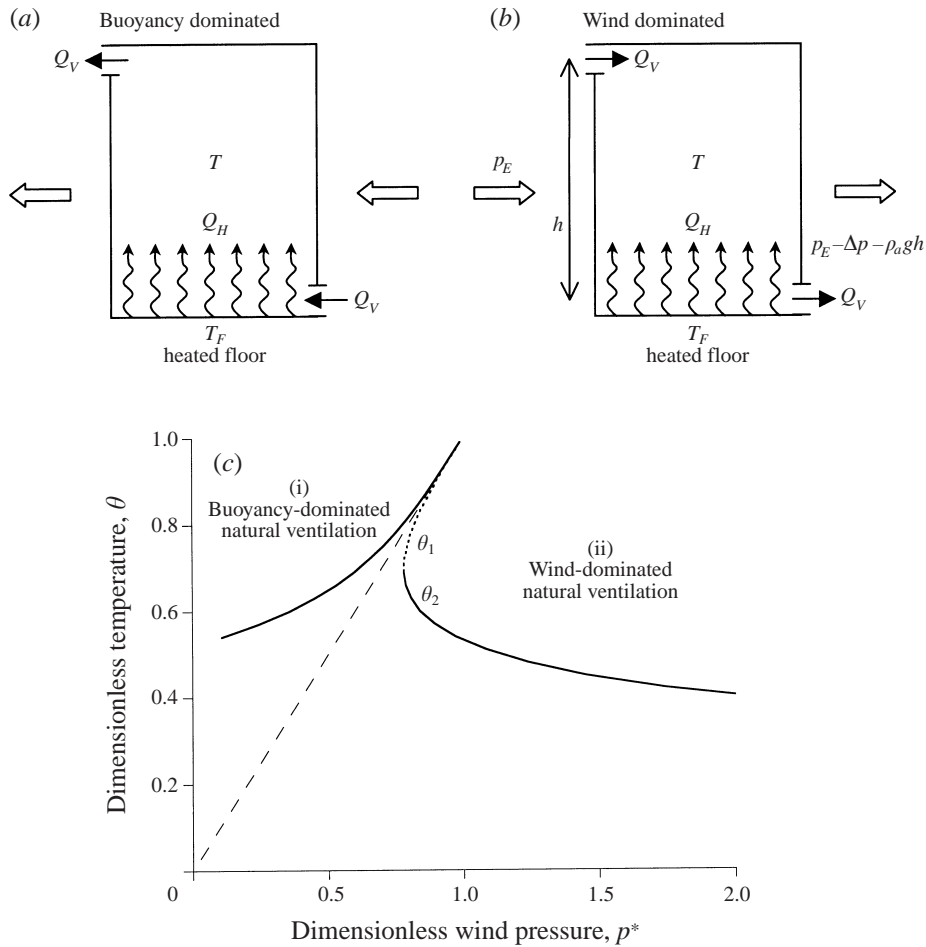 (a) Buoyancy dominated
Q_V
T
Q_H
Q_V
T_F
heated floor
(b) Wind dominated
Q_V
p_E
T
h
Q_H
p_E–Δp–ρ_agh
Q_V
T_F
heated floor
(c)
1.0
0.8
0.6
0.4
0.2
Dimensionless temperature, θ
(i)
Buoyancy-dominated
natural ventilation
θ_1
θ_2
(ii)
Wind-dominated
natural ventilation
0 0.5 1.0 1.5 2.0
Dimensionless wind pressure, p*